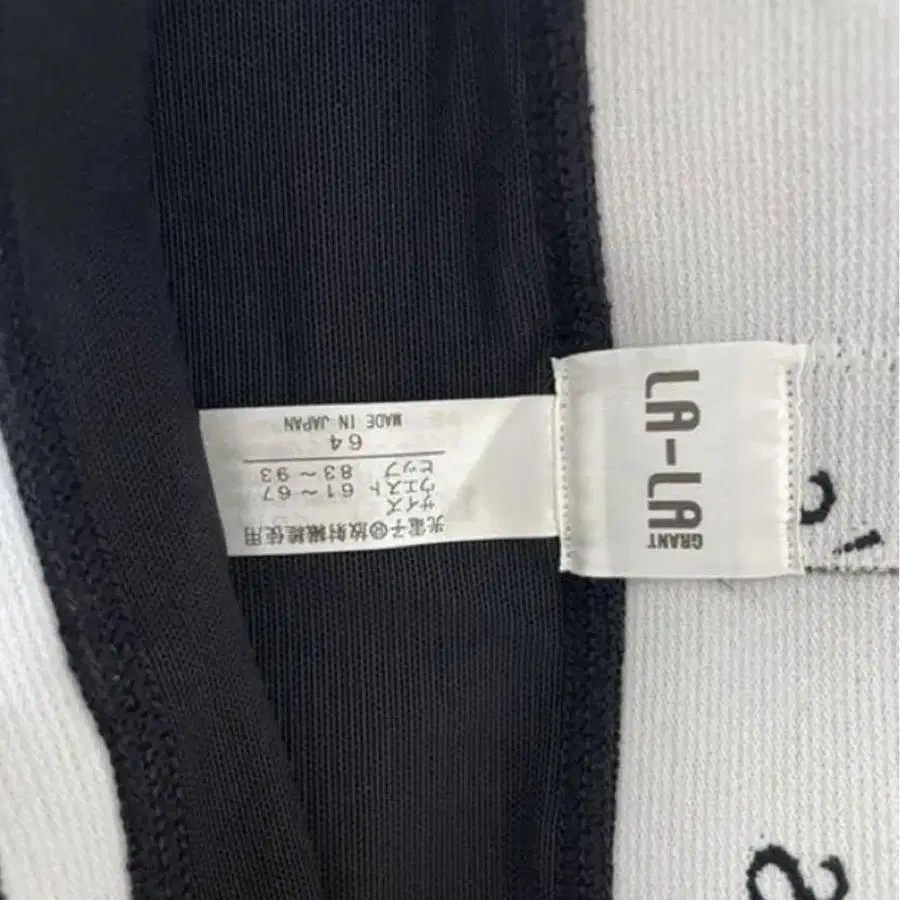 LA-LA
GRANT
光電子Ⓡ放射繊維使用
サイズ
ウエスト 61～67
ヒップ 83～93
64
MADE IN JAPAN